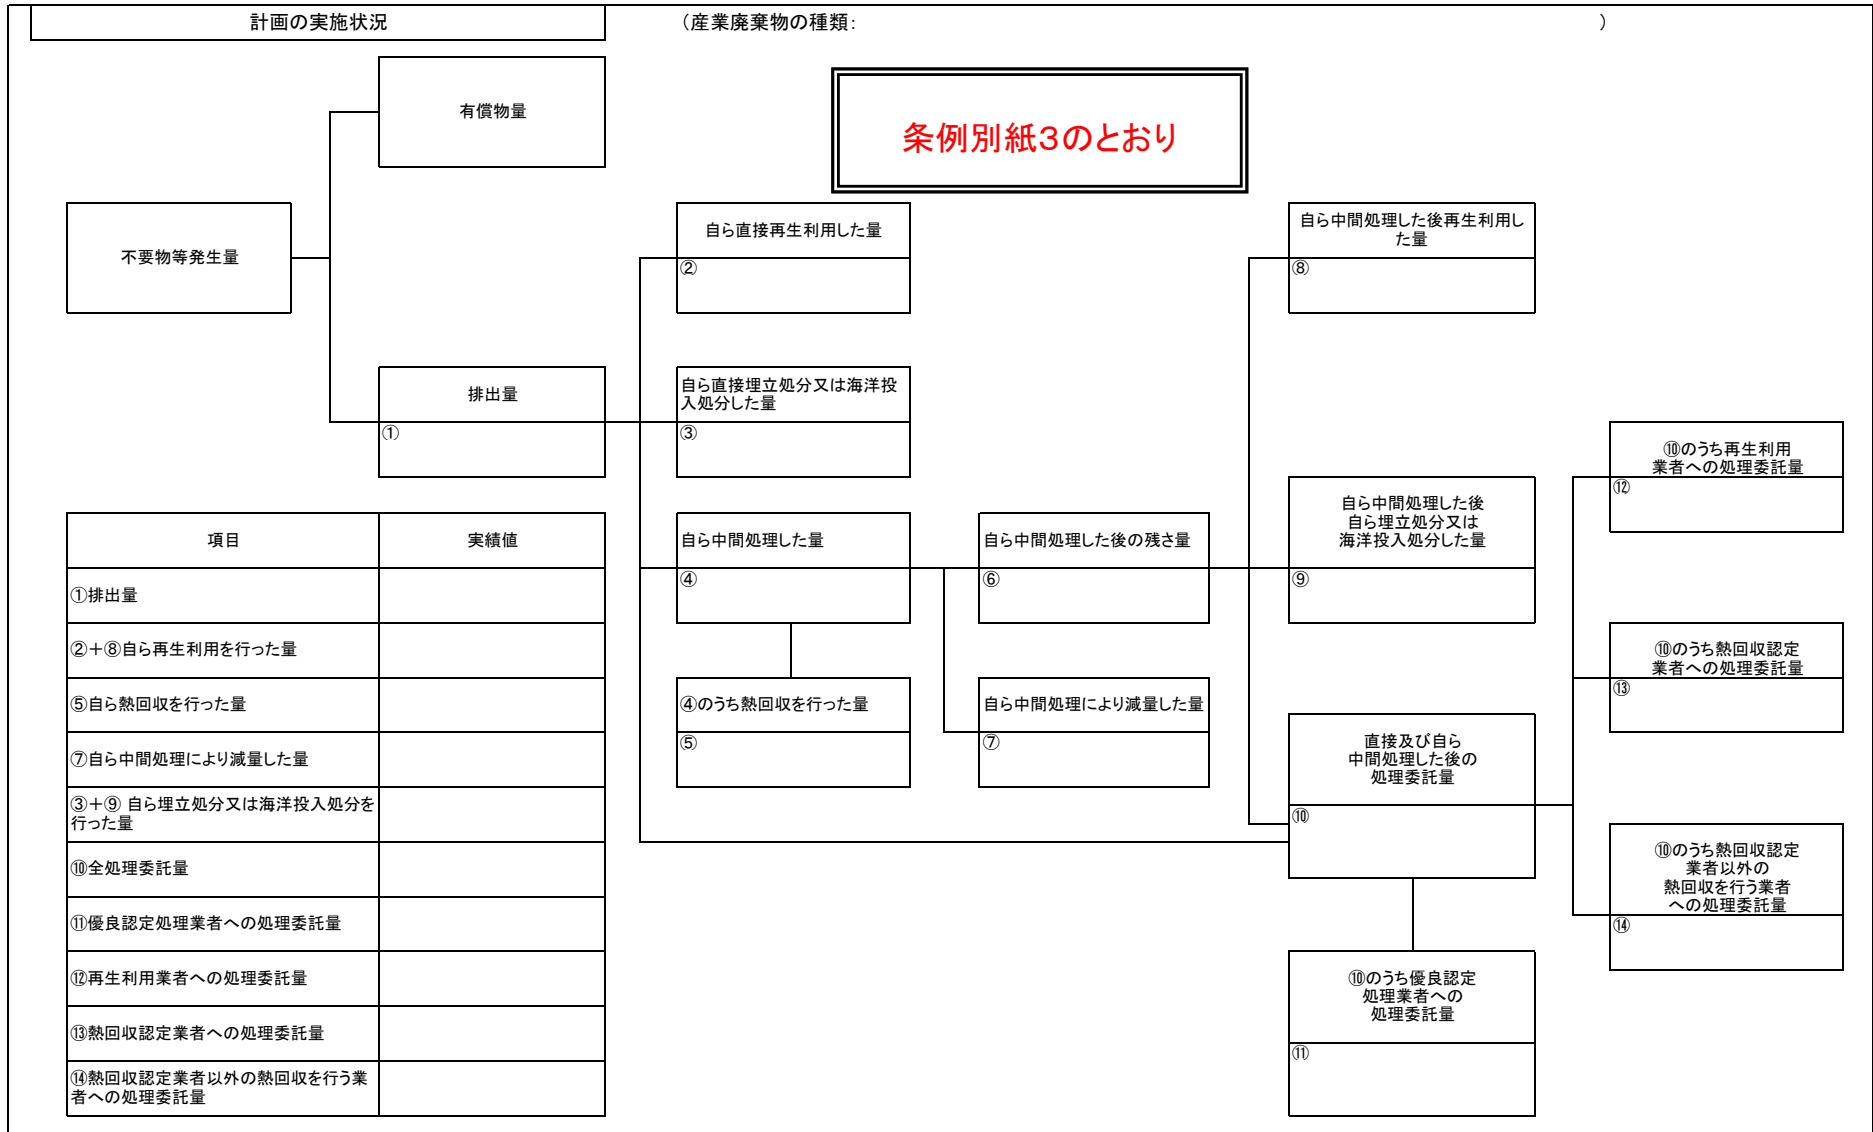 計画の実施状況
（産業廃棄物の種類：　）
有償物量
条例別紙3のとおり
不要物等発生量
自ら直接再生利用した量
②
自ら中間処理した後再生利用し
た量
⑧
排出量
①
自ら直接埋立処分又は海洋投
入処分した量
③
⑩のうち再生利用
業者への処理委託量
⑫
項目
実績値
①排出量
②＋⑧自ら再生利用を行った量
⑤自ら熱回収を行った量
⑦自ら中間処理により減量した量
③＋⑨ 自ら埋立処分又は海洋投入処分を
行った量
⑩全処理委託量
⑪優良認定処理業者への処理委託量
⑫再生利用業者への処理委託量
⑬熱回収認定業者への処理委託量
⑭熱回収認定業者以外の熱回収を行う業
者への処理委託量
自ら中間処理した量
④
自ら中間処理した後の残さ量
⑥
自ら中間処理した後
自ら埋立処分又は
海洋投入処分した量
⑨
④のうち熱回収を行った量
⑤
自ら中間処理により減量した量
⑦
⑩のうち熱回収認定
業者への処理委託量
⑬
直接及び自ら
中間処理した後の
処理委託量
⑩
⑩のうち熱回収認定
業者以外の
熱回収を行う業者
への処理委託量
⑭
⑩のうち優良認定
処理業者への
処理委託量
⑪